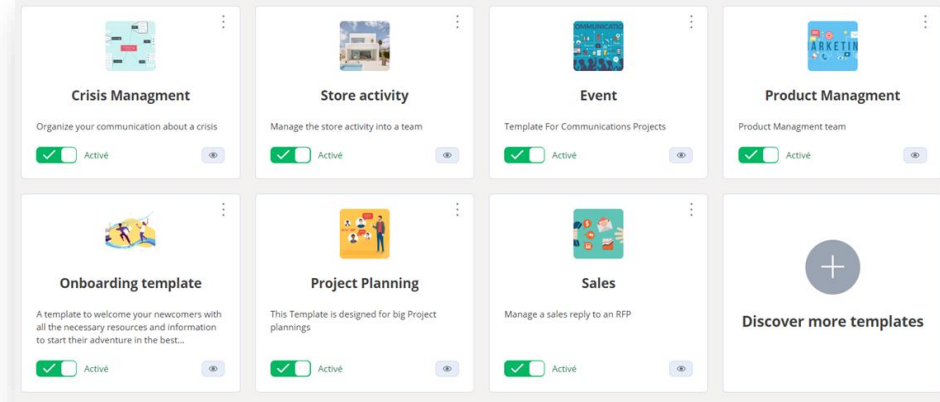 COMMUNICATIO
ARKETIN
Crisis Managment
Store activity
Event
Product Managment
Organize your communication about a crisis
Manage the store activity into a team
Template For Communications Projects
Product Managment team
Activé
Activé
Activé
Activé
Onboarding template
Project Planning
Sales
A template to welcome your newcomers with
all the necessary resources and information
to start their adventure in the best...
This Template is designed for big Project
plannings
Manage a sales reply to an RFP
Discover more templates
Activé
Activé
Activé